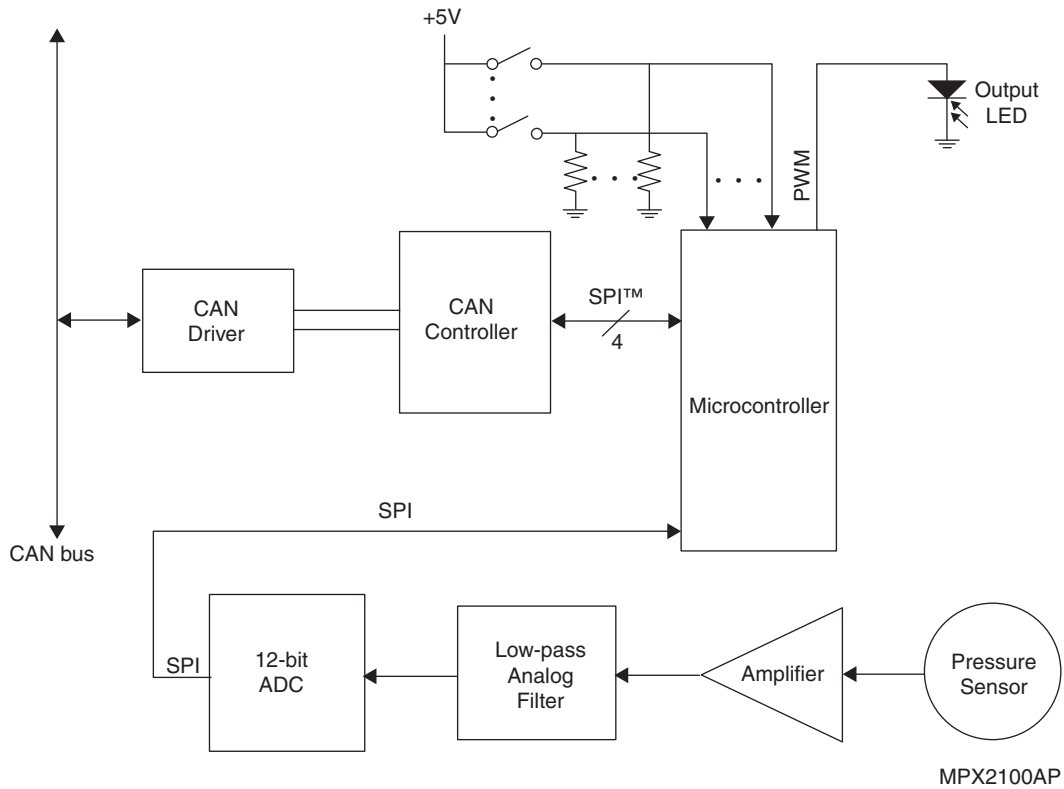 +5V
Output
LED
PWM
CAN
Driver
CAN
Controller
SPI™
4
Microcontroller
SPI
CAN bus
SPI
12-bit
ADC
Low-pass
Analog
Filter
Amplifier
Pressure
Sensor
MPX2100AP